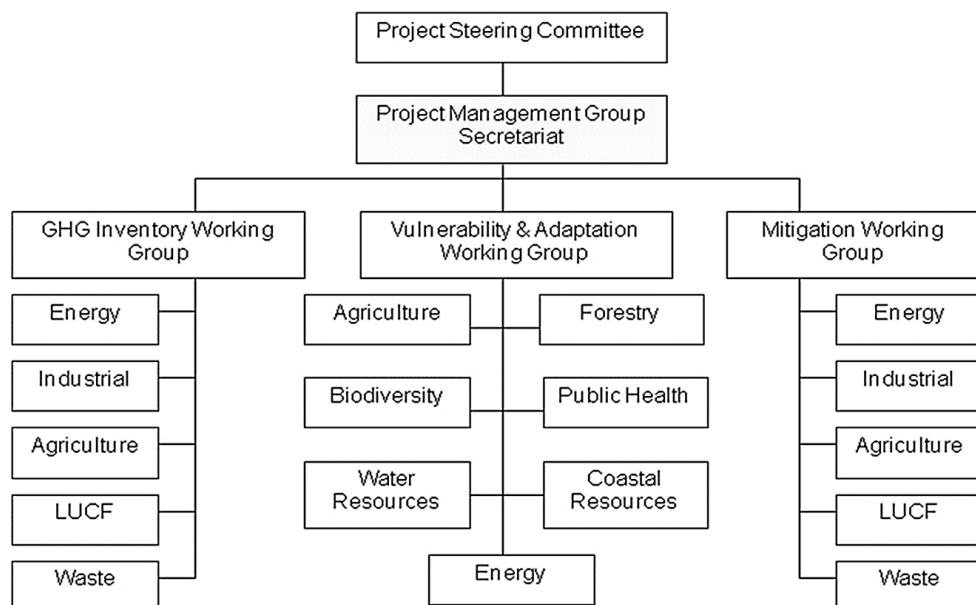 Project Steering Committee
Project Management Group
Secretariat
GHG Inventory Working
Group
Vulnerability & Adaptation
Working Group
Mitigation Working
Group
Energy
Industrial
Agriculture
LUCF
Waste
Agriculture
Forestry
Biodiversity
Public Health
Water
Resources
Coastal
Resources
Energy
Energy
Industrial
Agriculture
LUCF
Waste